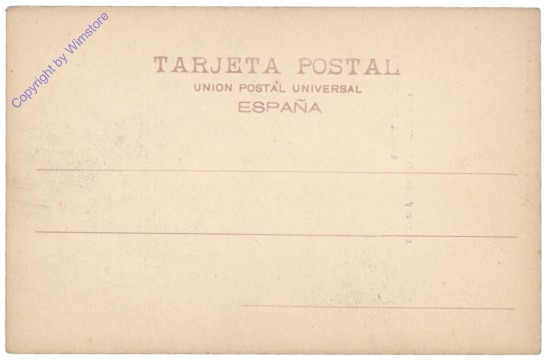 Copyright by Wimstore
TARJETA POSTAL
UNION POSTAL UNIVERSAL
ESPAÑA